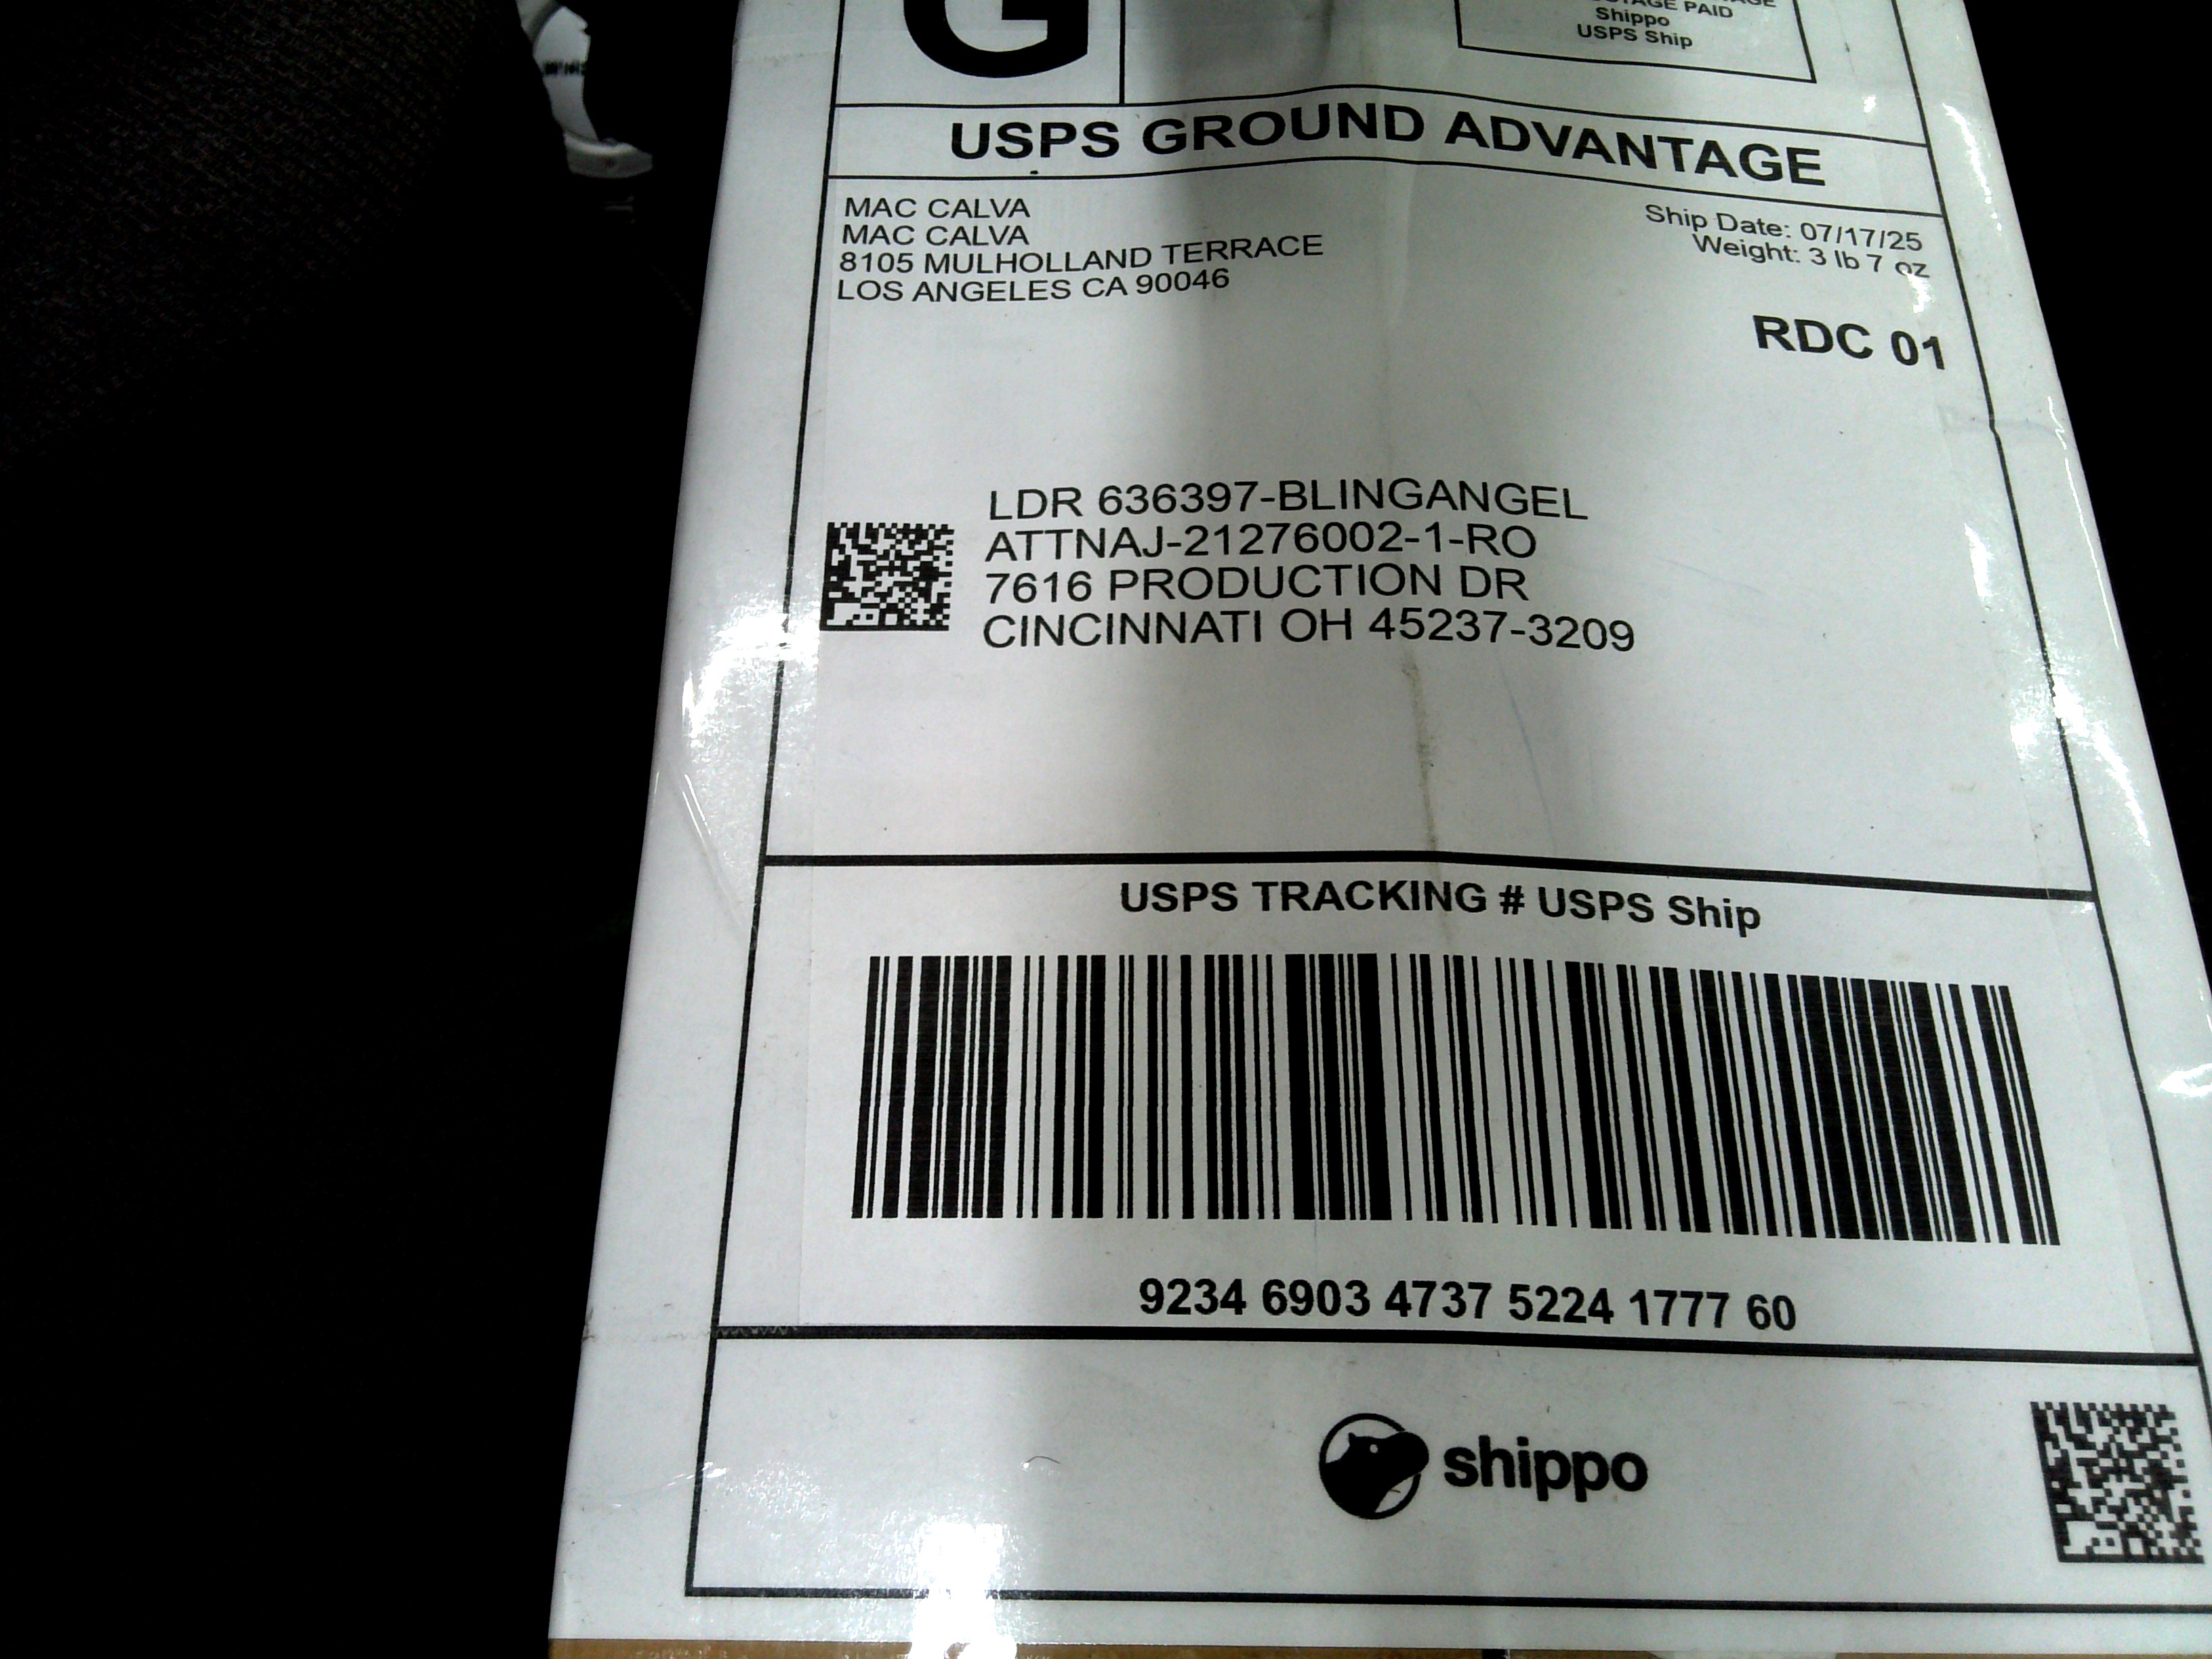 G
TAGE PAID
Shippo
USPS Ship
USPS GROUND ADVANTAGE
MAC CALVA
MAC CALVA
8105 MULHOLLAND TERRACE
LOS ANGELES CA 90046
Ship Date: 07/17/25
Weight: 3 lb 7 oz
RDC 01
LDR 636397-BLINGANGEL
ATTNAJ-21276002-1-RO
7616 PRODUCTION DR
CINCINNATI OH 45237-3209
USPS TRACKING # USPS Ship
9234 6903 4737 5224 1777 60
shippo